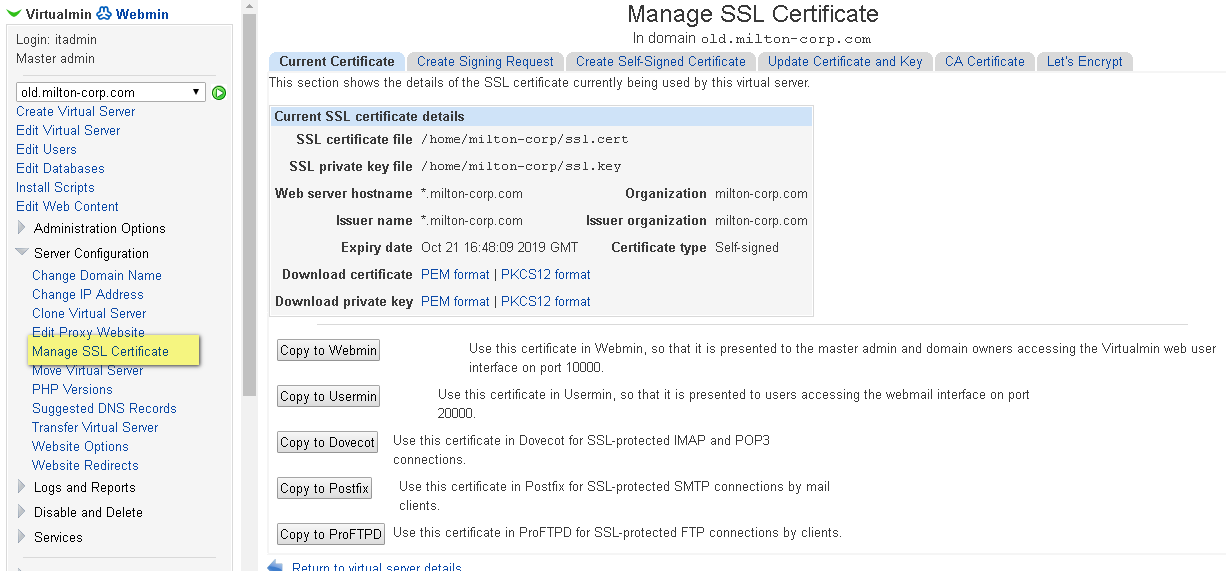 Virtualmin Webmin
Login: itadmin
Master admin
old.milton-corp.com
Create Virtual Server
Edit Virtual Server
Edit Users
Edit Databases
Install Scripts
Edit Web Content
Administration Options
Server Configuration
Change Domain Name
Change IP Address
Clone Virtual Server
Edit Proxy Website
Manage SSL Certificate
Move Virtual Server
PHP Versions
Suggested DNS Records
Transfer Virtual Server
Website Options
Website Redirects
Logs and Reports
Disable and Delete
Services
Manage SSL Certificate
In domain old.milton-corp.com
Current Certificate Create Signing Request Create Self-Signed Certificate Update Certificate and Key CA Certificate Let's Encrypt
This section shows the details of the SSL certificate currently being used by this virtual server.
Current SSL certificate details
SSL certificate file /home/milton-corp/ssl.cert
SSL private key file /home/milton-corp/ssl.key
Web server hostname *.milton-corp.com Organization milton-corp.com
Issuer name *.milton-corp.com Issuer organization milton-corp.com
Expiry date Oct 21 16:48:09 2019 GMT Certificate type Self-signed
Download certificate PEM format | PKCS12 format
Download private key PEM format | PKCS12 format
Copy to Webmin Use this certificate in Webmin, so that it is presented to the master admin and domain owners accessing the Virtualmin web user
interface on port 10000.
Copy to Usermin Use this certificate in Usermin, so that it is presented to users accessing the webmail interface on port
20000.
Copy to Dovecot Use this certificate in Dovecot for SSL-protected IMAP and POP3
connections.
Copy to Postfix Use this certificate in Postfix for SSL-protected SMTP connections by mail
clients.
Copy to ProFTPD Use this certificate in ProFTPD for SSL-protected FTP connections by clients.
Return to virtual server details